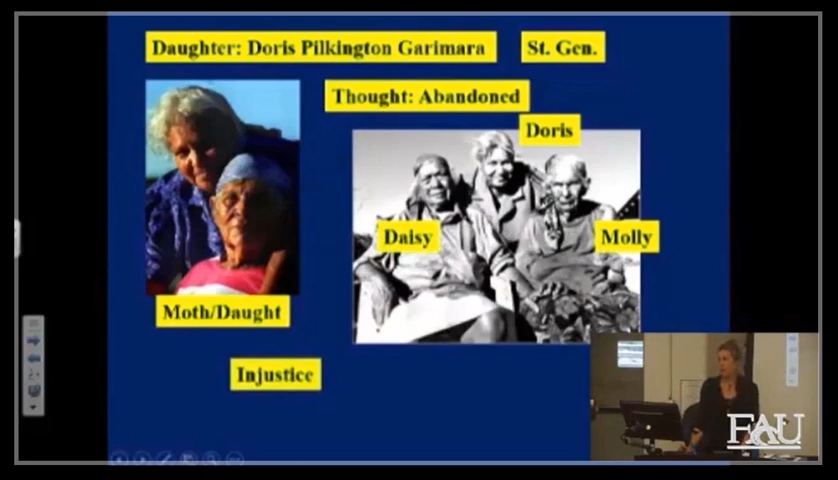 Daughter: Doris Pilkington Garimara
St. Gen.
Thought: Abandoned
Doris
Daisy
Molly
Moth/Daught
Injustice
FAU